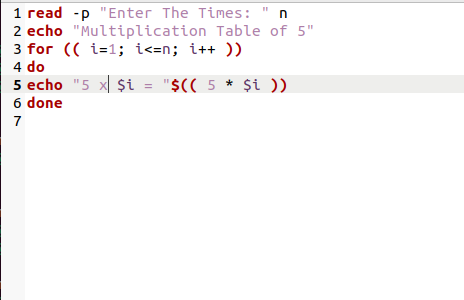 1 read -p "Enter The Times: " n
2 echo "Multiplication Table of 5"
3 for (( i=1; i<=n; i++ ))
4 do
5 echo "5 x $i = "$(( 5 * $i ))
6 done
7